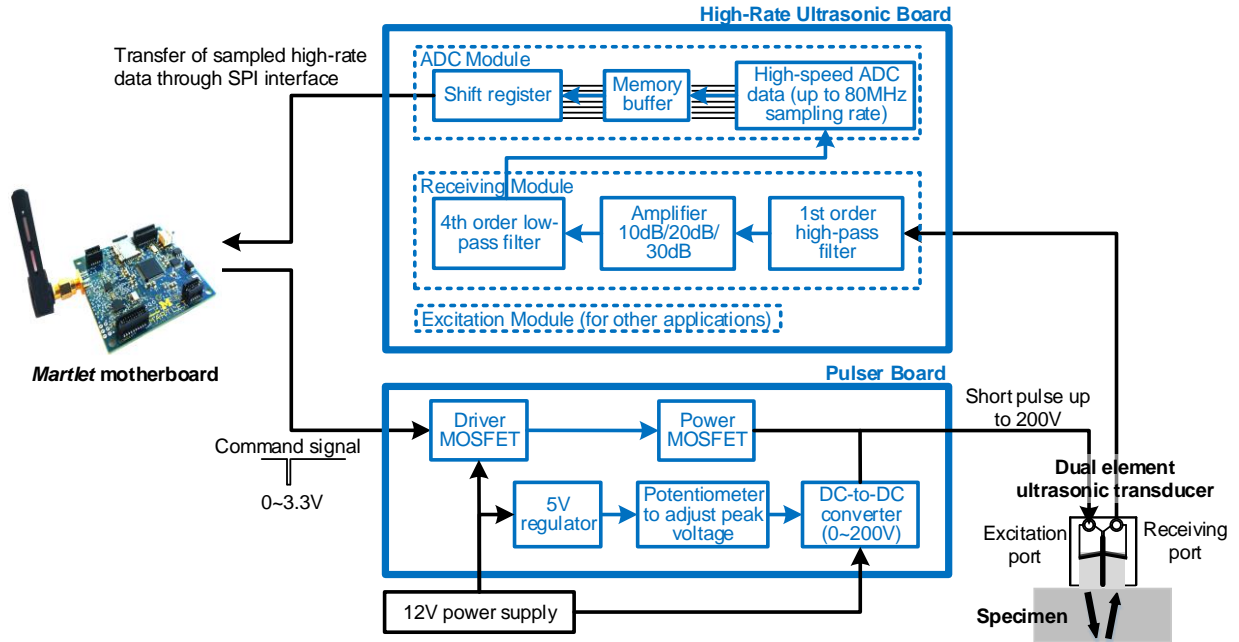 High-Rate Ultrasonic Board
Transfer of sampled high-rate
data through SPI interface
ADC Module
Shift register
Memory
buffer
High-speed ADC
data (up to 80MHz
sampling rate)
Receiving Module
4th order low-
pass filter
Amplifier
10dB/20dB/
30dB
1st order
high-pass
filter
Excitation Module (for other applications)
Martlet motherboard
Pulser Board
Driver
MOSFET
Power
MOSFET
Short pulse up
to 200V
Command signal
0~3.3V
5V
regulator
Potentiometer
to adjust peak
voltage
DC-to-DC
converter
(0~200V)
Dual element
ultrasonic transducer
Excitation
port
Receiving
port
12V power supply
Specimen